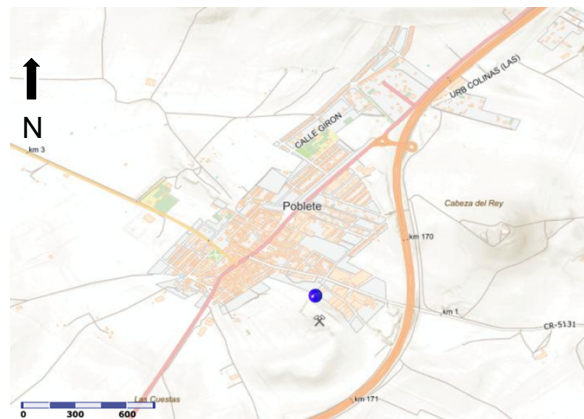 N
URB COLINAS (LAS)
CALLE GIRON
km 3
Poblete
Cabeza del Rey
km 170
km 1
CR-5131
Las Cuestas
km 171
0 300 600